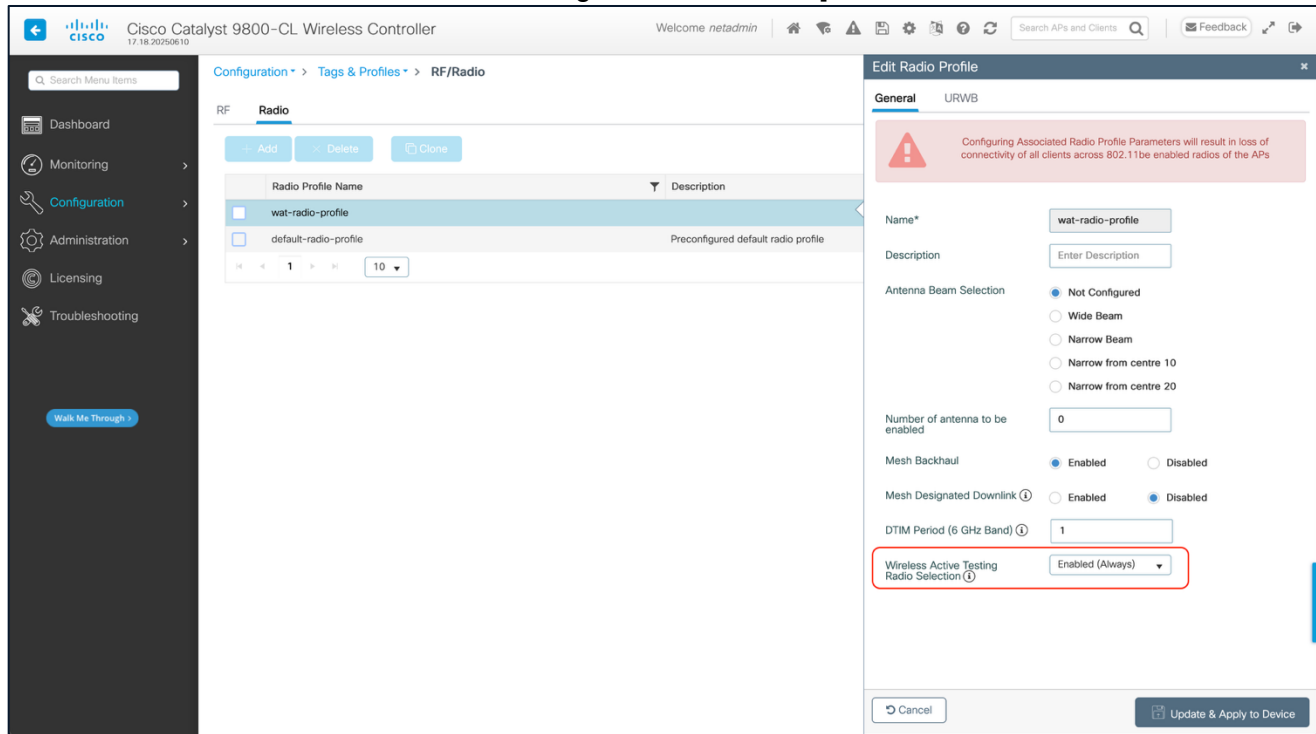 CISCO
Cisco Catalyst 9800-CL Wireless Controller
17.18.20250610
Welcome netadmin
Search APs and Clients
Feedback
Search Menu Items
Dashboard
Monitoring
Configuration
Administration
Licensing
Troubleshooting
Walk Me Through >
Configuration > Tags & Profiles > RF/Radio
RF Radio
+ Add × Delete Clone
Radio Profile Name Description
wat-radio-profile
default-radio-profile Preconfigured default radio profile
1 10
Edit Radio Profile ×
General URWB
Configuring Associated Radio Profile Parameters will result in loss of
connectivity of all clients across 802.11be enabled radios of the APs
Name* wat-radio-profile
Description Enter Description
Antenna Beam Selection Not Configured
Wide Beam
Narrow Beam
Narrow from centre 10
Narrow from centre 20
Number of antenna to be
enabled 0
Mesh Backhaul Enabled Disabled
Mesh Designated Downlink Enabled Disabled
DTIM Period (6 GHz Band) 1
Wireless Active Testing
Radio Selection Enabled (Always)
Cancel Update & Apply to Device